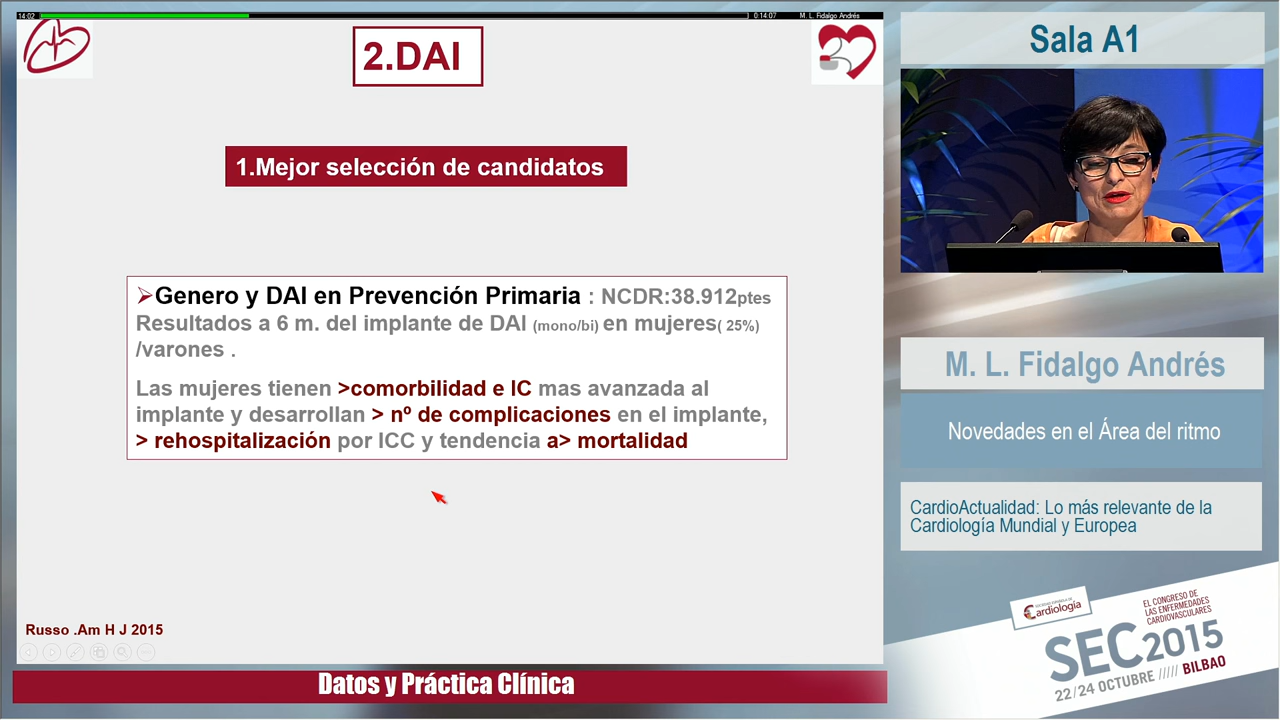 14:02
0:14:07
M. L. Fidalgo Andrés
2.DAI
1.Mejor selección de candidatos
➢Genero y DAI en Prevención Primaria : NCDR:38.912ptes
Resultados a 6 m. del implante de DAI (mono/bi) en mujeres( 25%)
/varones .
Las mujeres tienen >comorbilidad e IC mas avanzada al
implante y desarrollan > nº de complicaciones en el implante,
> rehospitalización por ICC y tendencia a> mortalidad
Russo .Am H J 2015
Datos y Práctica Clínica
Sala A1
M. L. Fidalgo Andrés
Novedades en el Área del ritmo
CardioActualidad: Lo más relevante de la
Cardiología Mundial y Europea
SOCIEDAD ESPAÑOLA DE
Cardiología
EL CONGRESO DE
LAS ENFERMEDADES
CARDIOVASCULARES
SEC2015
22/24 OCTUBRE ///// BILBAO